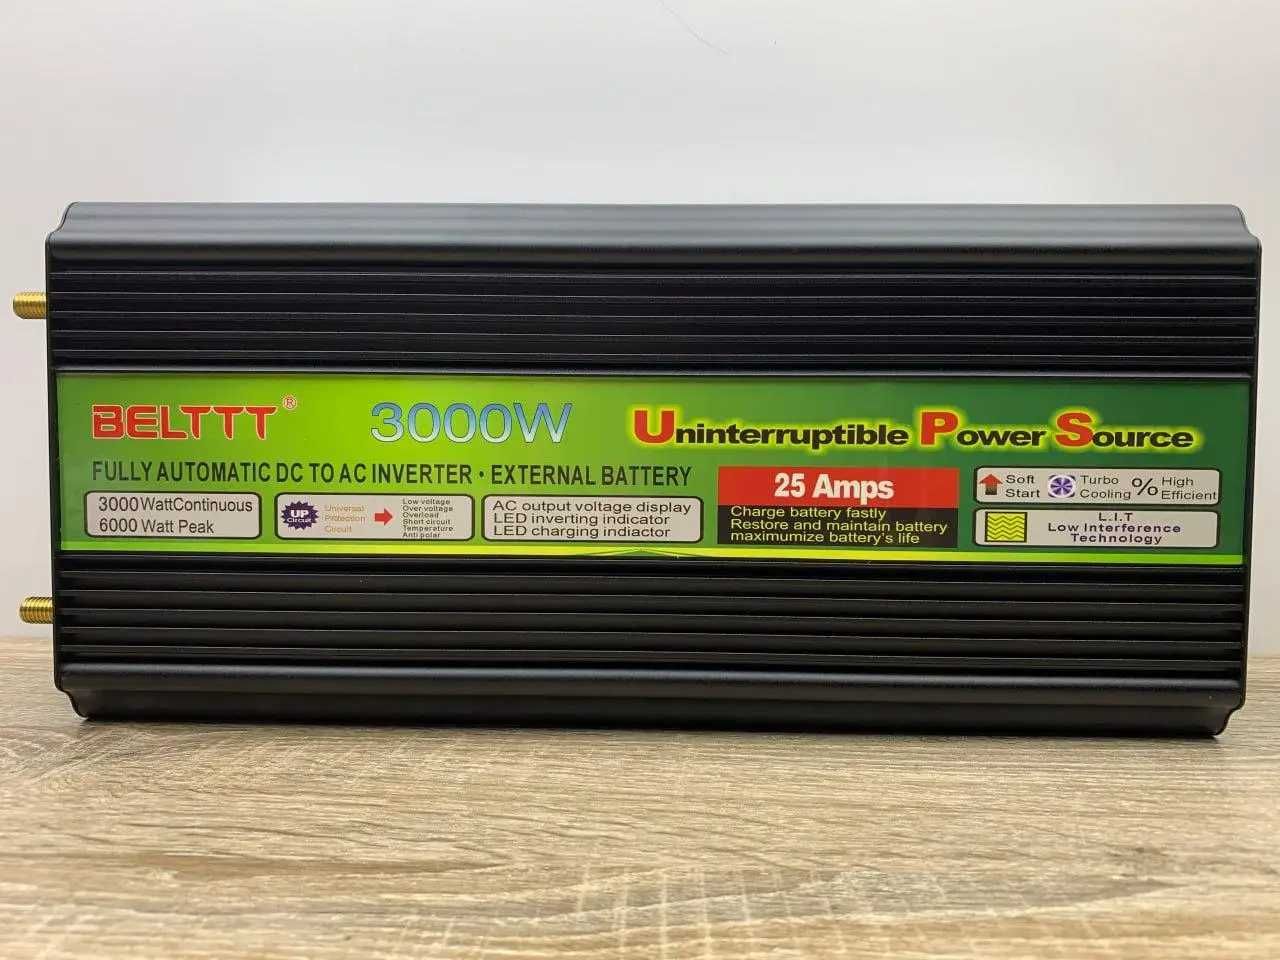 BELTTT®
3000W
Uninterruptible Power Source
FULLY AUTOMATIC DC TO AC INVERTER · EXTERNAL BATTERY
3000WattContinuous
6000 Watt Peak
UP
Circuit
Universal
Protection
Circuit
Low voltage
Over voltage
Overload
Short circuit
Temperature
Anti polar
AC output voltage display
LED inverting indicator
LED charging indiactor
25 Amps
Charge battery fastly
Restore and maintain battery
maximumize battery's life
Soft
Start
Turbo
Cooling
% High
Efficient
L.I.T
Low Interference
Technology